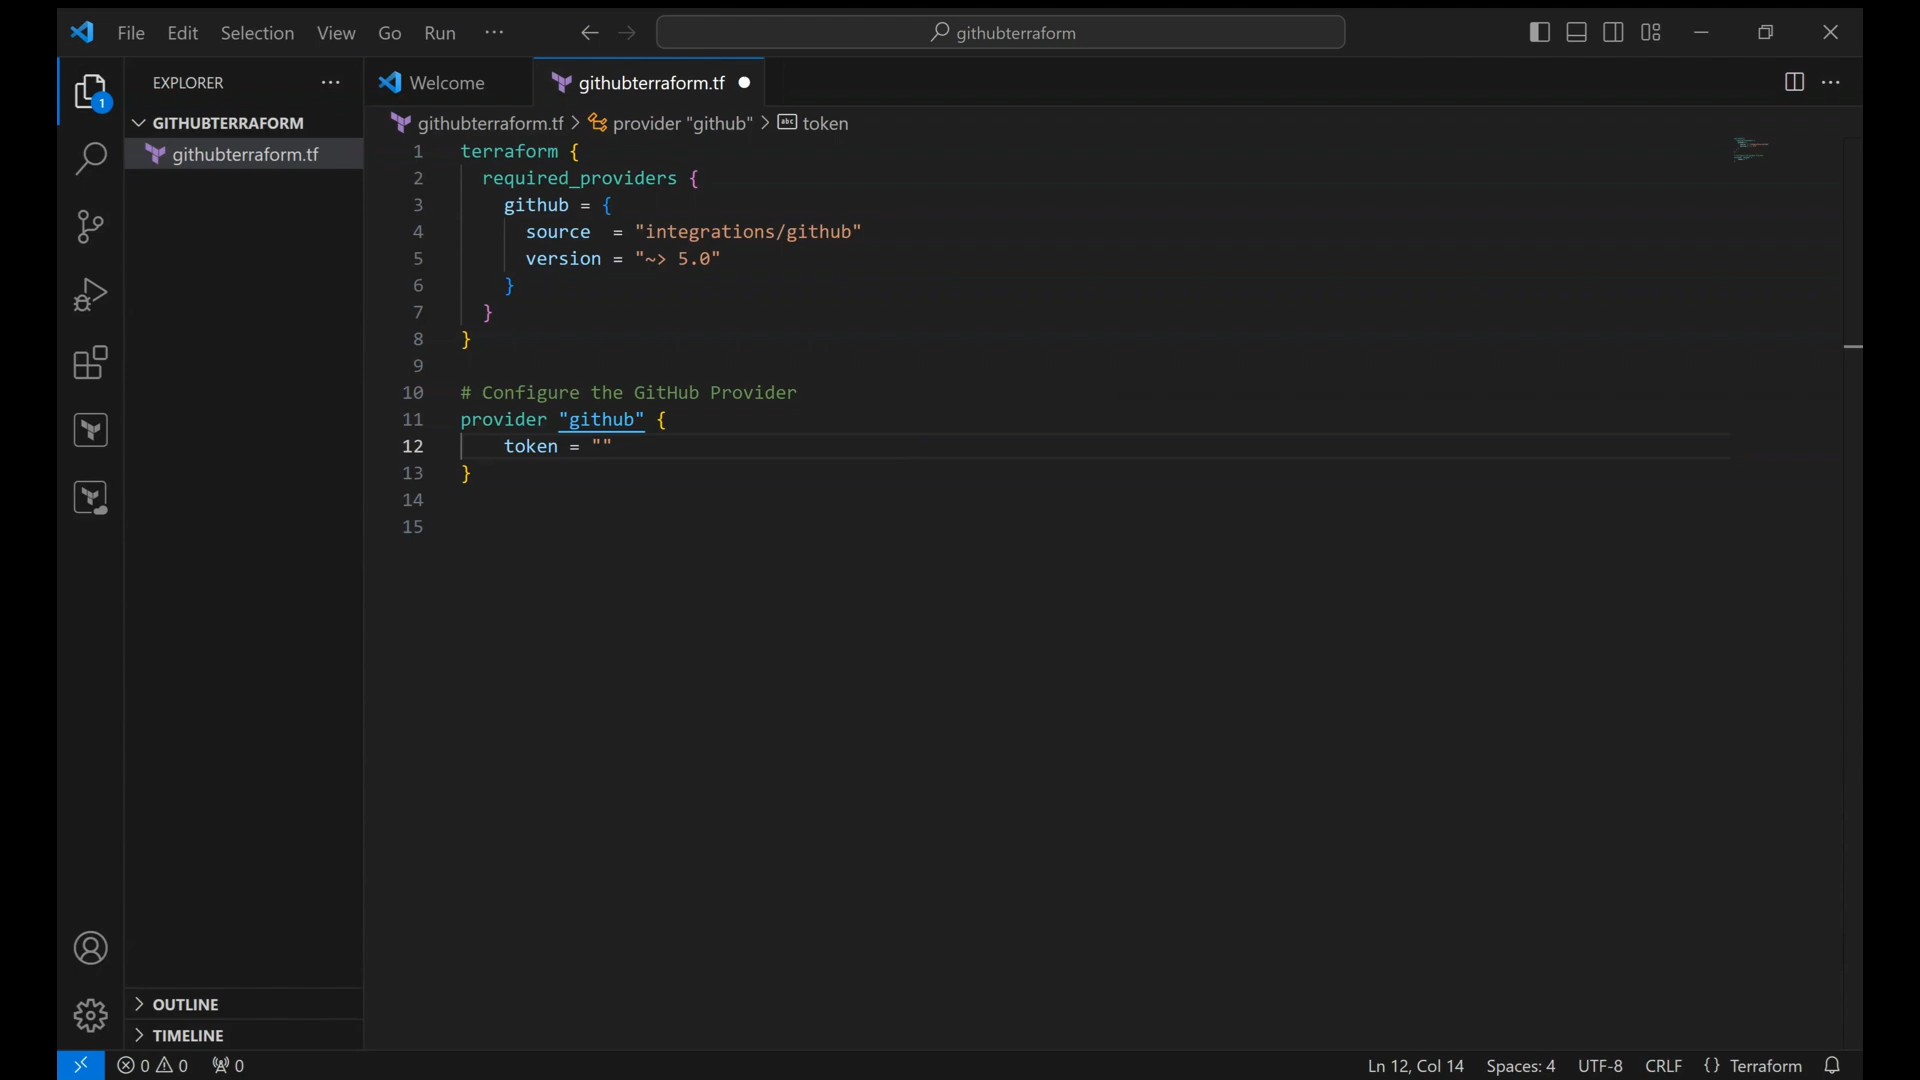 File Edit Selection View Go Run ···
githubterraform
EXPLORER ···
Welcome
githubterraform.tf
1
GITHUBTERRAFORM
githubterraform.tf
githubterraform.tf > provider "github" > abc token
1 terraform {
2 required_providers {
3 github = {
4 source  = "integrations/github"
5 version = "~> 5.0"
6 }
7 }
8 }
9
10 # Configure the GitHub Provider
11 provider "github" {
12 token = ""
13 }
14
15
OUTLINE
TIMELINE
0 0 0
Ln 12, Col 14 Spaces: 4 UTF-8 CRLF {} Terraform